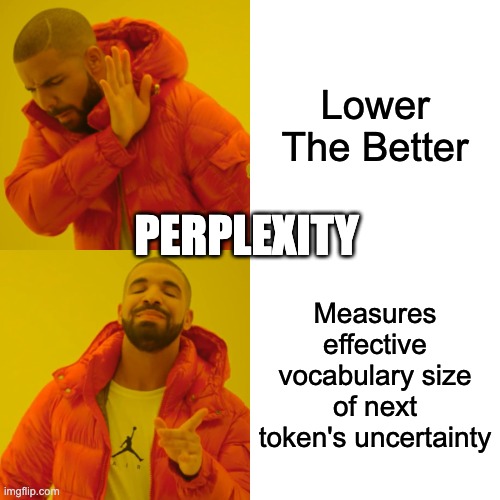 Lower
The Better
PERPLEXITY
Measures
effective
vocabulary size
of next
token's uncertainty
imgflip.com